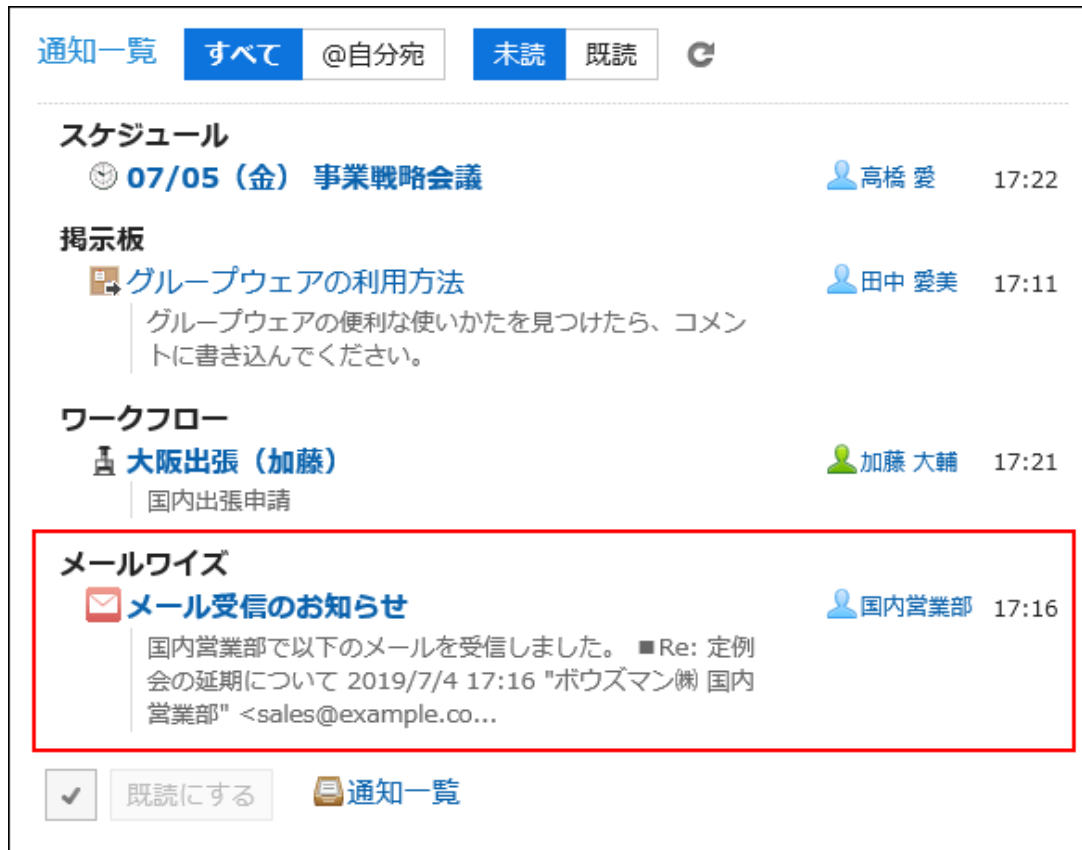 通知一覧 すべて @自分宛 未読 既読
スケジュール
07/05（金） 事業戦略会議 高橋 愛 17:22
掲示板
グループウェアの利用方法 田中 愛美 17:11
グループウェアの便利な使いかたを見つけたら、コメン
トに書き込んでください。
ワークフロー
大阪出張（加藤） 加藤 大輔 17:21
国内出張申請
メールワイズ
メール受信のお知らせ 国内営業部 17:16
国内営業部で以下のメールを受信しました。 ■Re: 定例
会の延期について 2019/7/4 17:16 "ボウズマン㈱ 国内
営業部" <sales@example.co...
既読にする 通知一覧